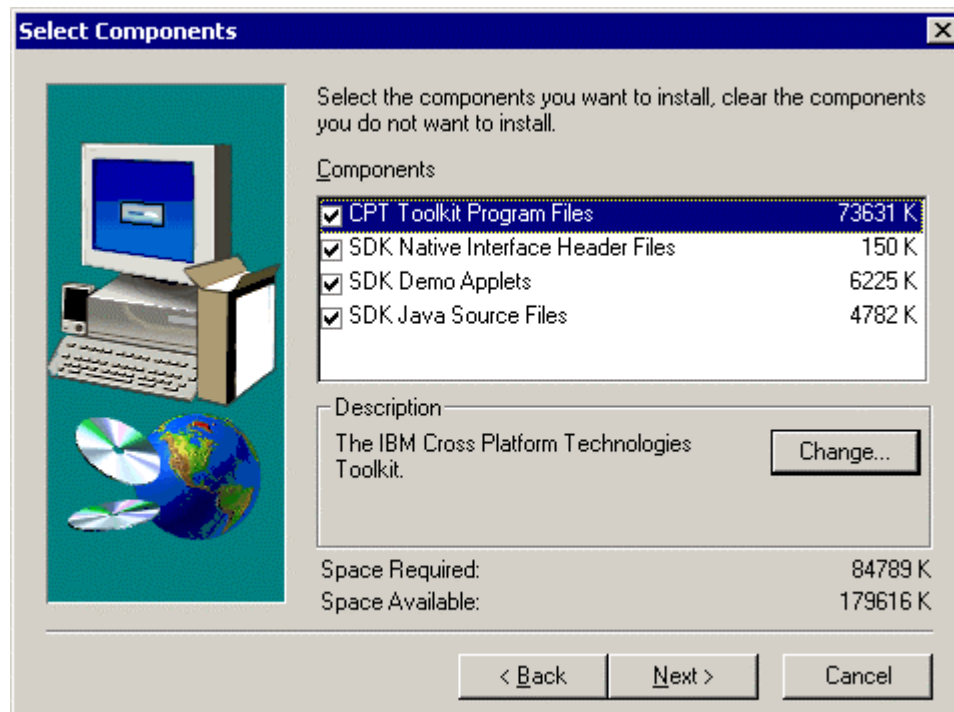 Select Components
Select the components you want to install, clear the components
you do not want to install.
Components
CPT Toolkit Program Files 73631 K
SDK Native Interface Header Files 150 K
SDK Demo Applets 6225 K
SDK Java Source Files 4782 K
Description
The IBM Cross Platform Technologies
Toolkit.
Change...
Space Required: 84789 K
Space Available: 179616 K
< Back Next > Cancel